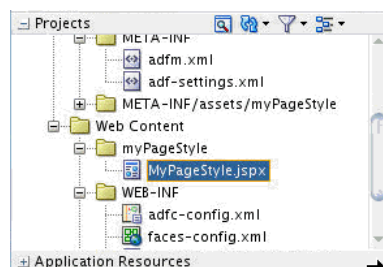 Projects
META-INF
adfm.xml
adf-settings.xml
META-INF/assets/myPageStyle
Web Content
myPageStyle
MyPageStyle.jspx
WEB-INF
adfc-config.xml
faces-config.xml
Application Resources